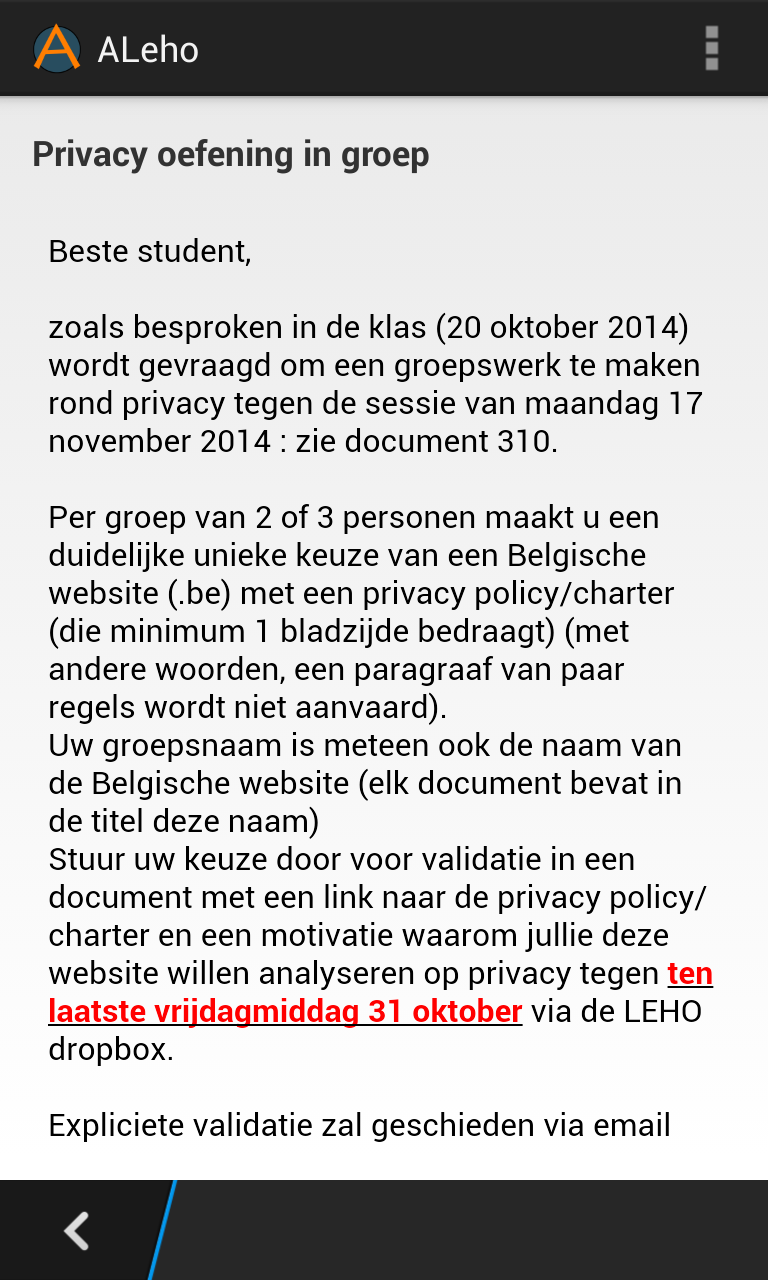 ALeho
Privacy oefening in groep
Beste student,
zoals besproken in de klas (20 oktober 2014)
wordt gevraagd om een groepswerk te maken
rond privacy tegen de sessie van maandag 17
november 2014 : zie document 310.
Per groep van 2 of 3 personen maakt u een
duidelijke unieke keuze van een Belgische
website (.be) met een privacy policy/charter
(die minimum 1 bladzijde bedraagt) (met
andere woorden, een paragraaf van paar
regels wordt niet aanvaard).
Uw groepsnaam is meteen ook de naam van
de Belgische website (elk document bevat in
de titel deze naam)
Stuur uw keuze door voor validatie in een
document met een link naar de privacy policy/
charter en een motivatie waarom jullie deze
website willen analyseren op privacy tegen ten
laatste vrijdagmiddag 31 oktober via de LEHO
dropbox.
Expliciete validatie zal geschieden via email